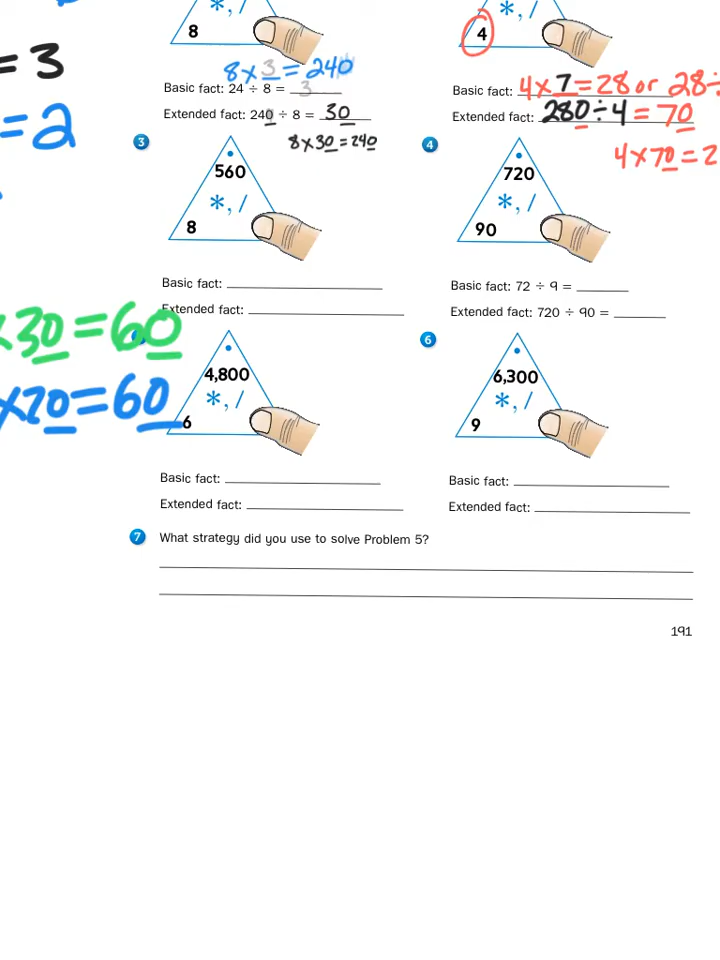 *, /
8
*, /
4
= 3
8 × 3 = 240
Basic fact: 24 ÷ 8 = 3
Extended fact: 240 ÷ 8 = 30
8 × 30 = 240
Basic fact: 4 × 7 = 28 or 28 ÷
Extended fact: 280 ÷ 4 = 70
4 × 70 = 2
= 2
3
560
*, /
8
Basic fact:
Extended fact:
4
720
*, /
90
Basic fact: 72 ÷ 9 =
Extended fact: 720 ÷ 90 =
× 30 = 60
× 20 = 60
4,800
*, /
6
Basic fact:
Extended fact:
6
6,300
*, /
9
Basic fact:
Extended fact:
7 What strategy did you use to solve Problem 5?
191